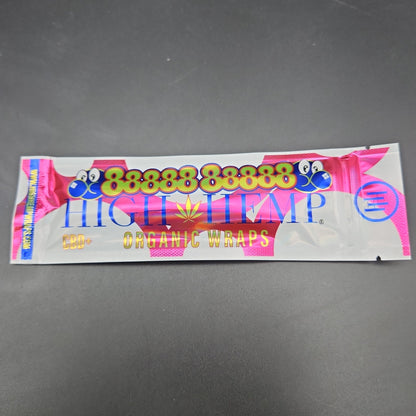 88888 88888
HIGH HEMP®
CBD+
ORGANIC WRAPS